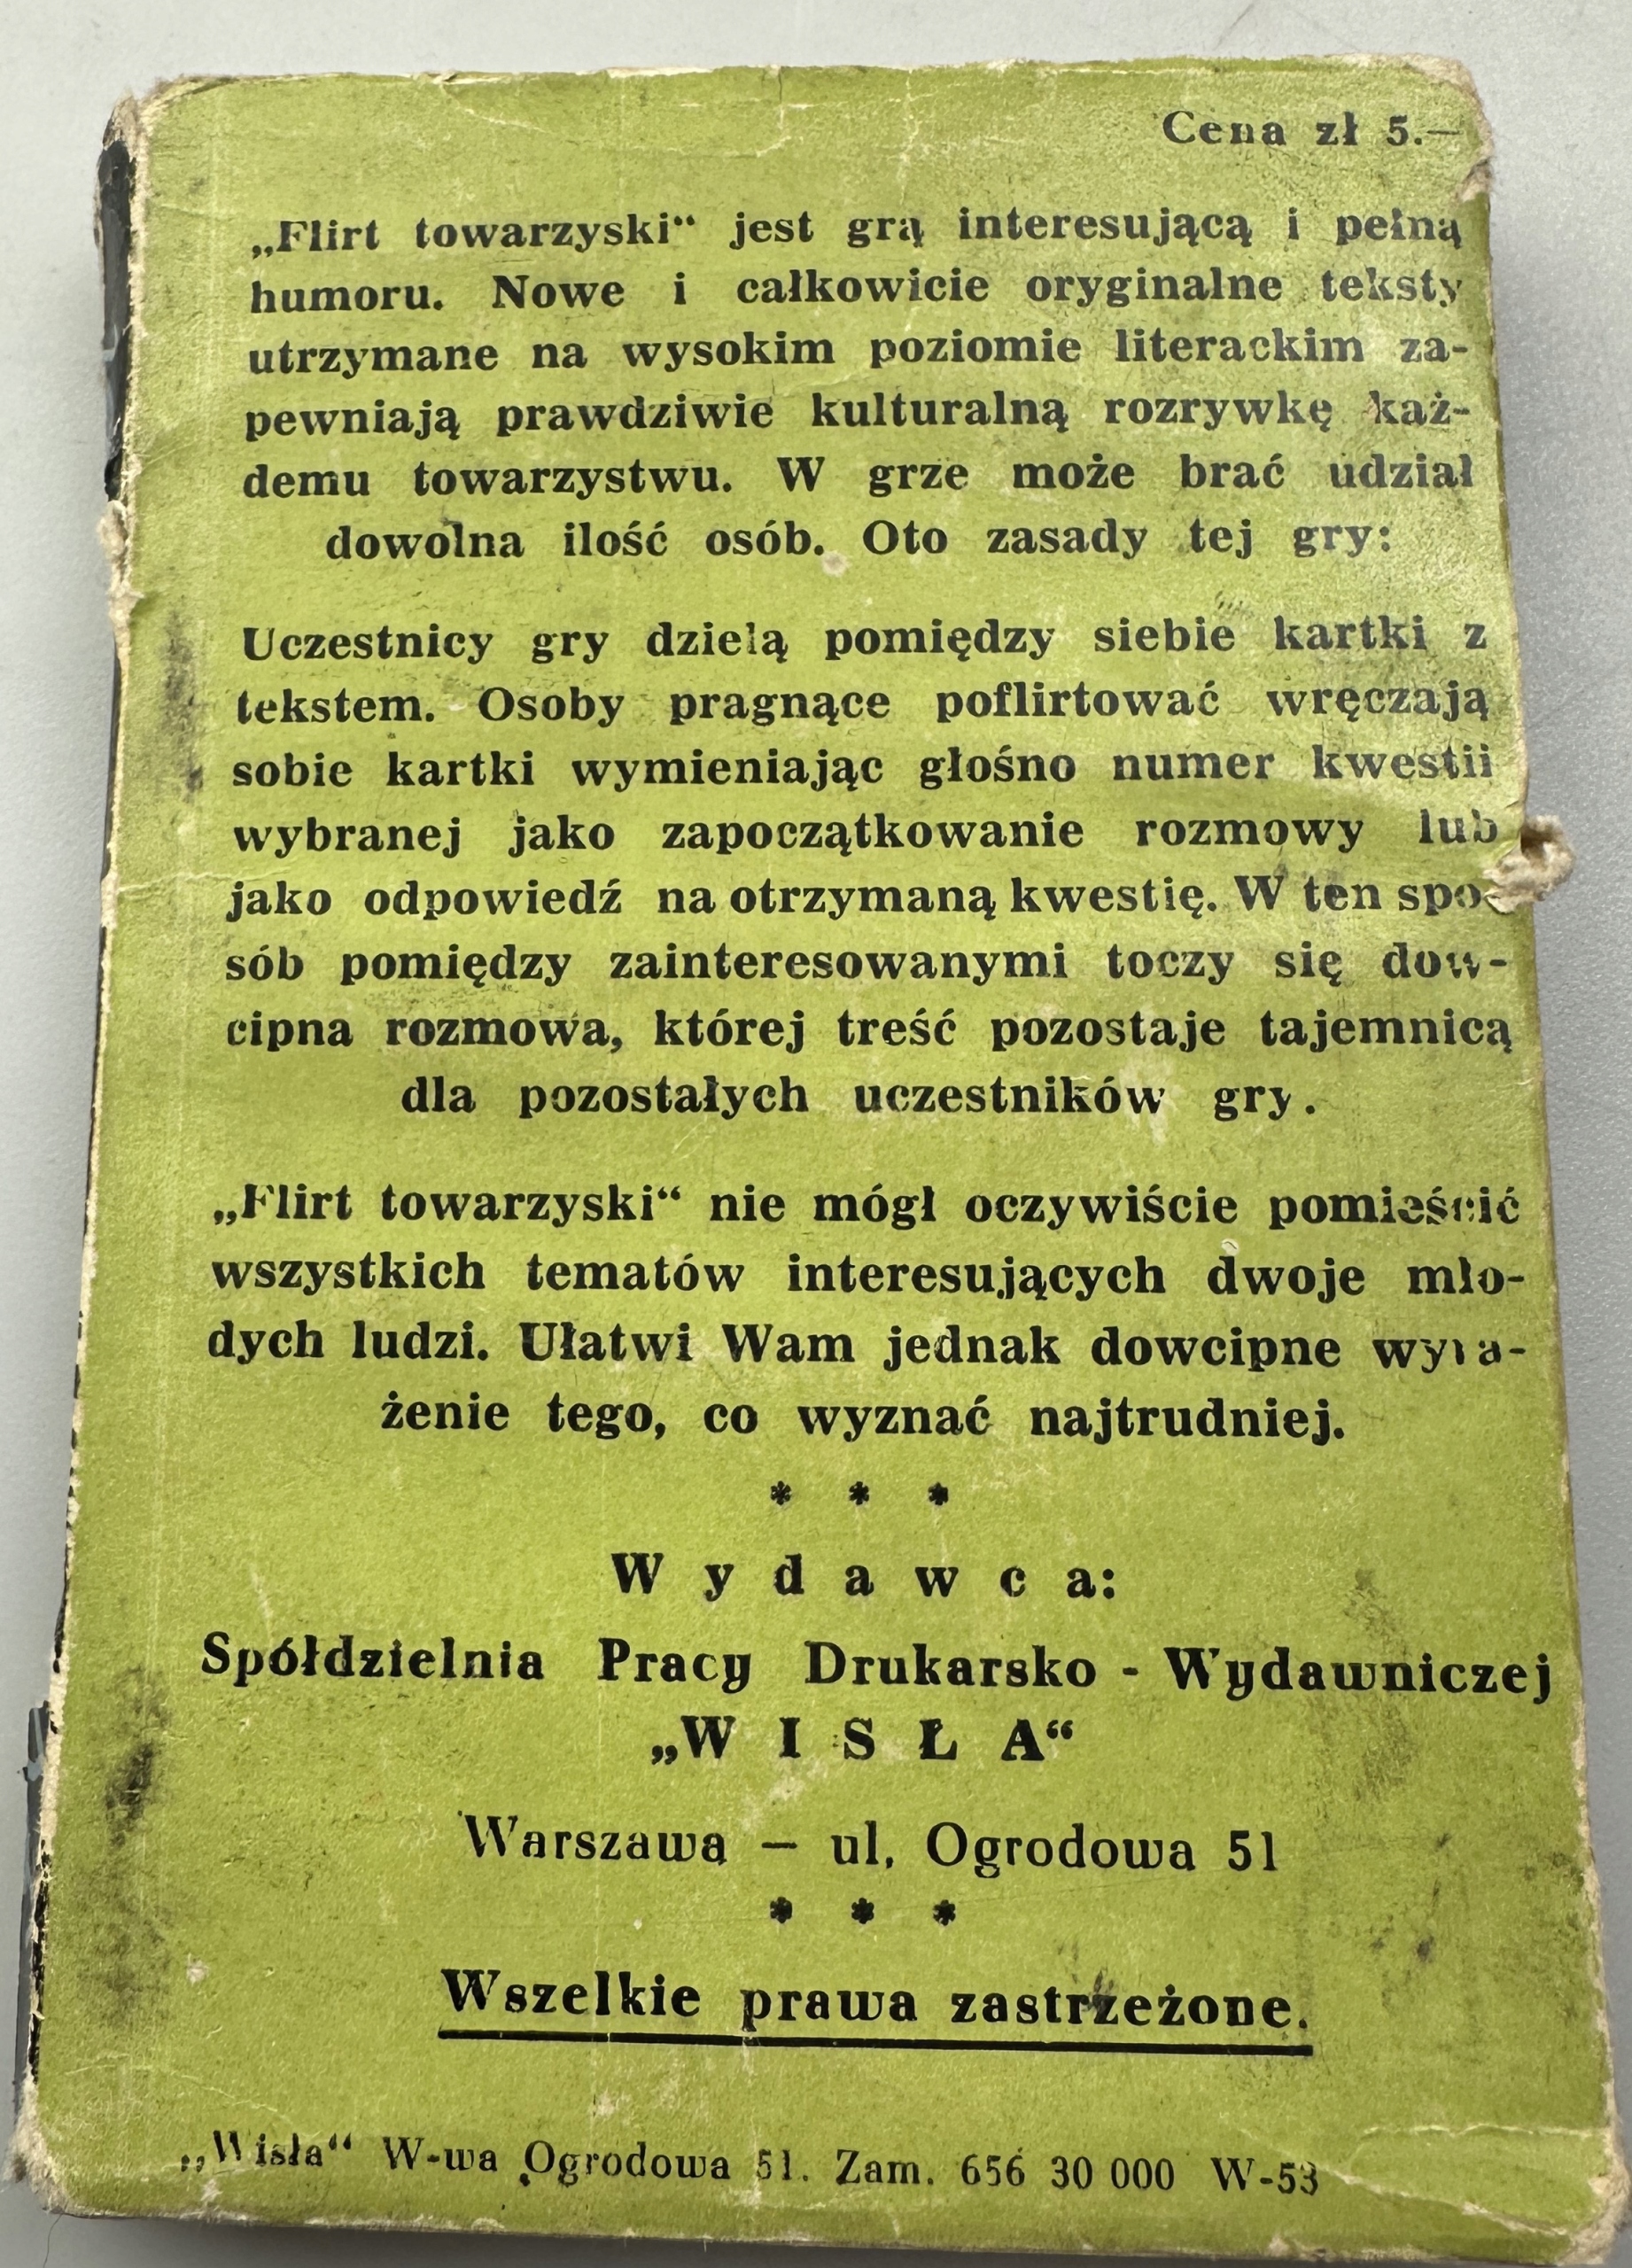 Cena zł 5.—
„Flirt towarzyski“ jest grą interesującą i pełną
humoru. Nowe i całkowicie oryginalne teksty
utrzymane na wysokim poziomie literackim za-
pewniają prawdziwie kulturalną rozrywkę każ-
demu towarzystwu. W grze może brać udział
dowolna ilość osób. Oto zasady tej gry:
Uczestnicy gry dzielą pomiędzy siebie kartki z
tekstem. Osoby pragnące poflirtować wręczają
sobie kartki wymieniając głośno numer kwestii
wybranej jako zapoczątkowanie rozmowy lub
jako odpowiedź na otrzymaną kwestię. W ten spo-
sób pomiędzy zainteresowanymi toczy się dow-
cipna rozmowa, której treść pozostaje tajemnicą
dla pozostałych uczestników gry.
„Flirt towarzyski“ nie mógł oczywiście pomieścić
wszystkich tematów interesujących dwoje mło-
dych ludzi. Ułatwi Wam jednak dowcipne wyra-
żenie tego, co wyznać najtrudniej.
* * *
Wydawca:
Spółdzielnia Pracy Drukarsko - Wydawniczej
„WISŁA“
Warszawa — ul. Ogrodowa 51
* * *
Wszelkie prawa zastrzeżone.
„Wisła“ W-wa Ogrodowa 51. Zam. 656 30 000 W-53